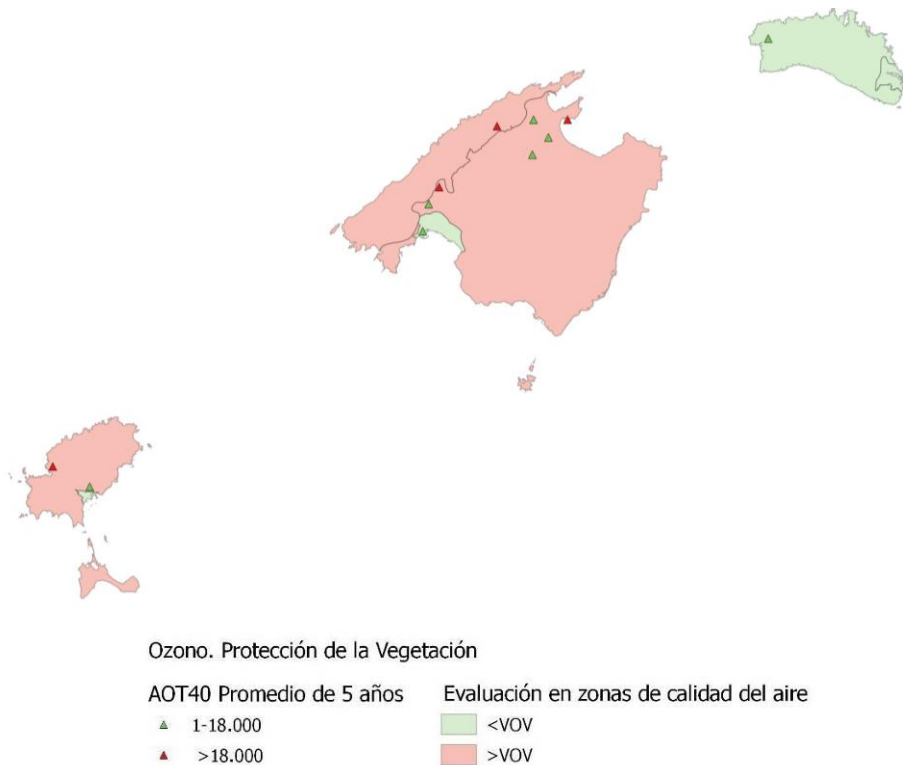 Ozono. Protección de la Vegetación
AOT40 Promedio de 5 años
1-18.000
>18.000
Evaluación en zonas de calidad del aire
<VOV
>VOV